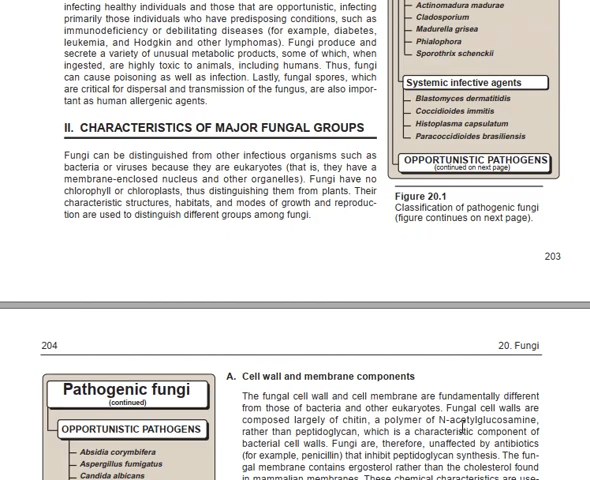 infecting healthy individuals and those that are opportunistic, infecting
primarily those individuals who have predisposing conditions, such as
immunodeficiency or debilitating diseases (for example, diabetes,
leukemia, and Hodgkin and other lymphomas). Fungi produce and
secrete a variety of unusual metabolic products, some of which, when
ingested, are highly toxic to animals, including humans. Thus, fungi
can cause poisoning as well as infection. Lastly, fungal spores, which
are critical for dispersal and transmission of the fungus, are also impor-
tant as human allergenic agents.
II. CHARACTERISTICS OF MAJOR FUNGAL GROUPS
Fungi can be distinguished from other infectious organisms such as
bacteria or viruses because they are eukaryotes (that is, they have a
membrane-enclosed nucleus and other organelles). Fungi have no
chlorophyll or chloroplasts, thus distinguishing them from plants. Their
characteristic structures, habitats, and modes of growth and reproduc-
tion are used to distinguish different groups among fungi.
Actinomadura madurae
Cladosporium
Madurella grisea
Phialophora
Sporothrix schenckii
Systemic infective agents
Blastomyces dermatitidis
Coccidioides immitis
Histoplasma capsulatum
Paracoccidioides brasiliensis
OPPORTUNISTIC PATHOGENS
(continued on next page)
Figure 20.1
Classification of pathogenic fungi
(figure continues on next page).
203
204
20. Fungi
Pathogenic fungi
(continued)
OPPORTUNISTIC PATHOGENS
Absidia corymbifera
Aspergillus fumigatus
Candida albicans
A. Cell wall and membrane components
The fungal cell wall and cell membrane are fundamentally different
from those of bacteria and other eukaryotes. Fungal cell walls are
composed largely of chitin, a polymer of N-acetylglucosamine,
rather than peptidoglycan, which is a characteristic component of
bacterial cell walls. Fungi are, therefore, unaffected by antibiotics
(for example, penicillin) that inhibit peptidoglycan synthesis. The fun-
gal membrane contains ergosterol rather than the cholesterol found
in mammalian membranes. These chemical characteristics are use-